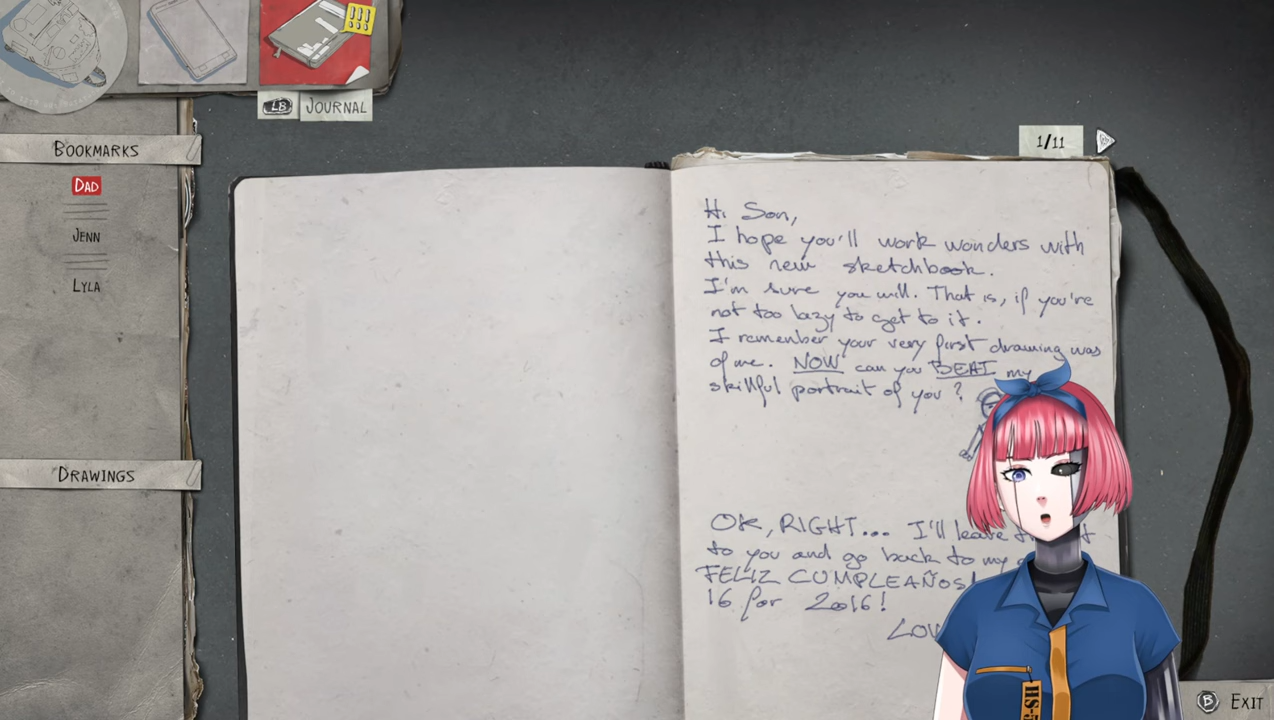 LB JOURNAL
BOOKMARKS
DAD
JENN
LYLA
DRAWINGS
1/11
Hi Son,
I hope you'll work wonders with
this new sketchbook.
I'm sure you will. That is, if you're
not too lazy to get to it.
I remember your very first drawing was
of me. NOW can you BEAT my
skillful portrait of you?
OK, RIGHT... I'll leave
to you and go back to my
FELIZ CUMPLEAÑOS!
16 for 2016!
B EXIT